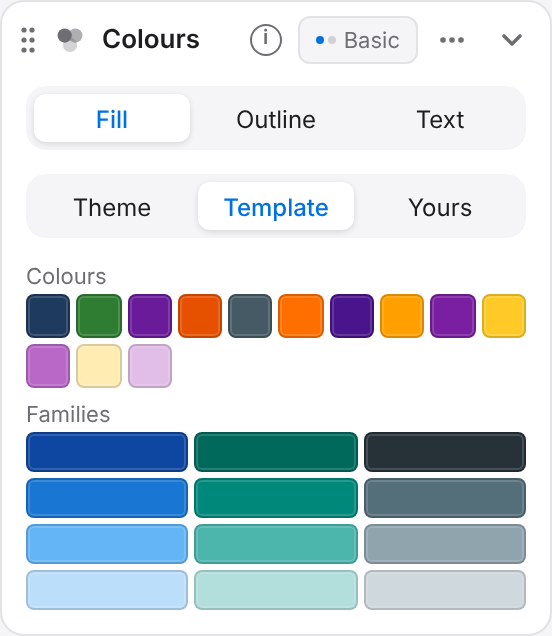 Colours
Basic
Fill
Outline
Text
Theme
Template
Yours
Colours
Families